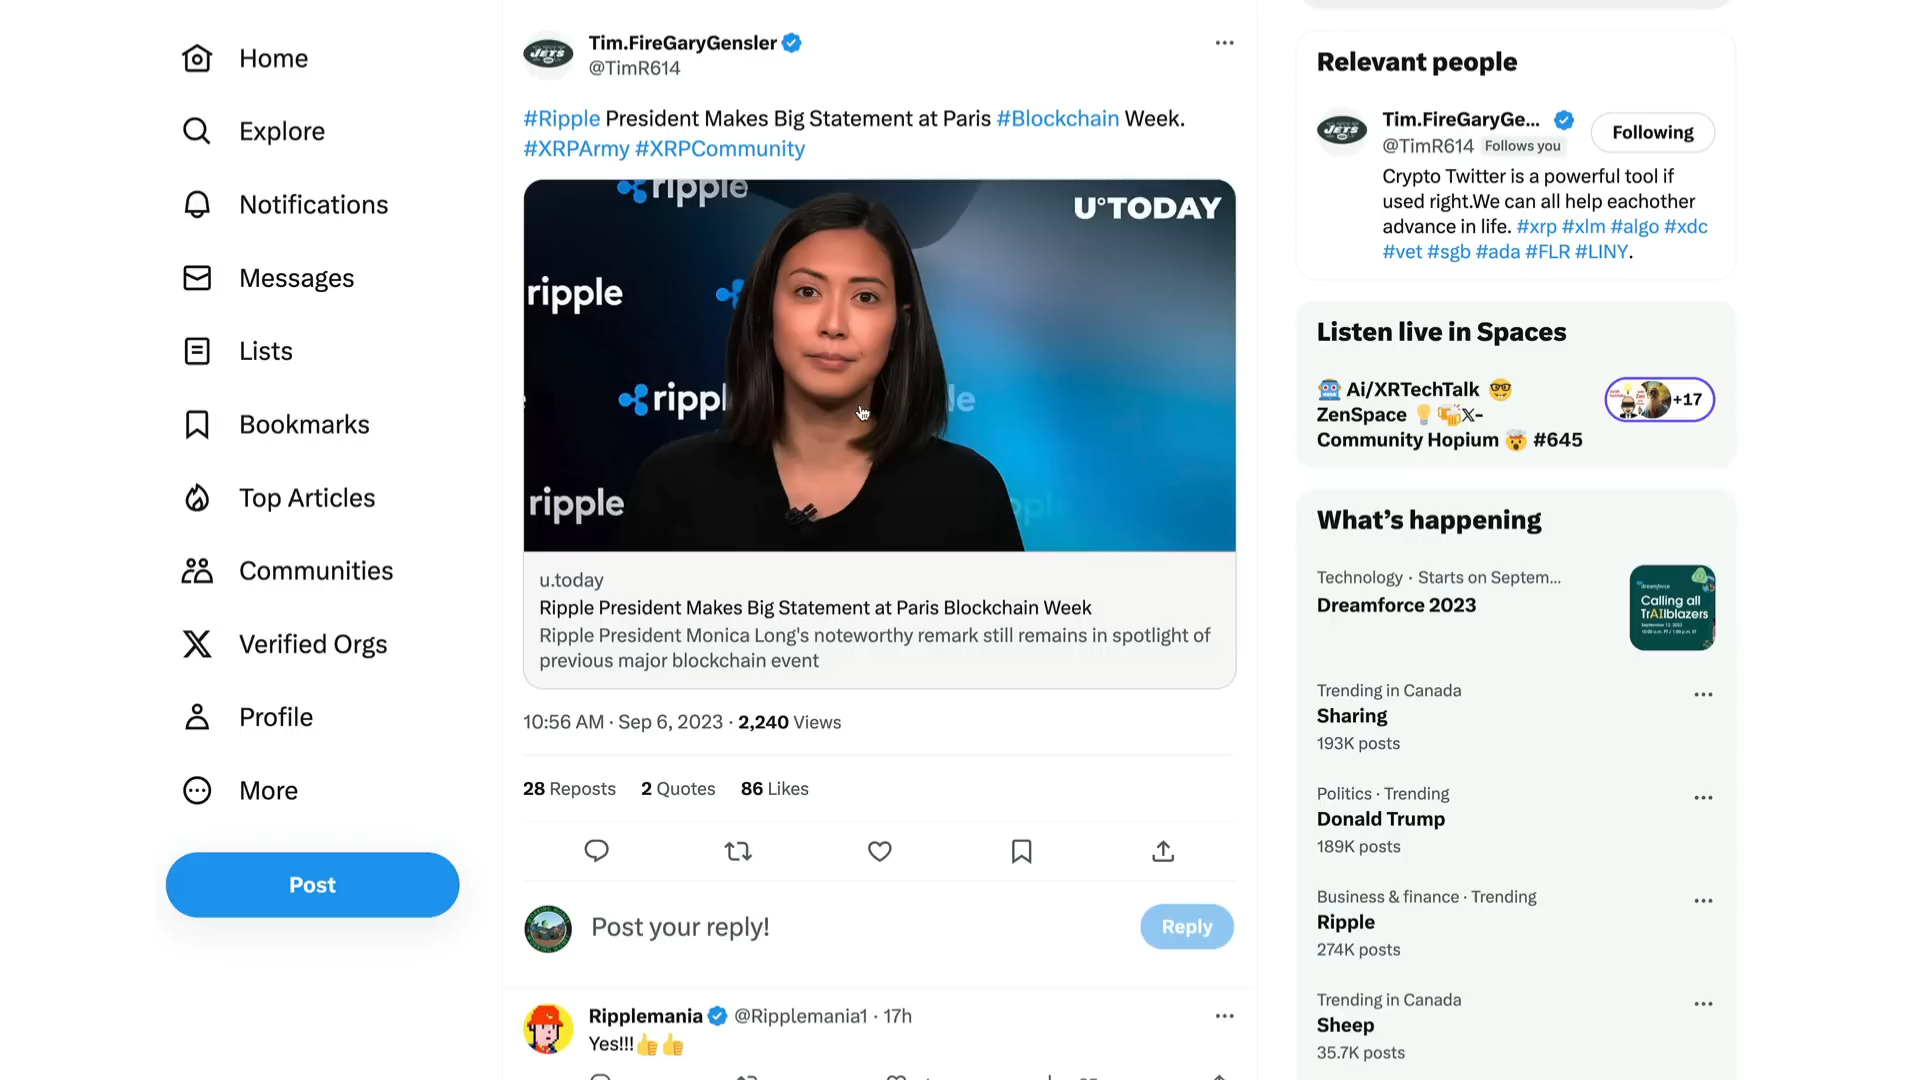 Home
Explore
Notifications
Messages
Lists
Bookmarks
Top Articles
Communities
Verified Orgs
Profile
More
Post
Tim.FireGaryGensler
@TimR614
#Ripple President Makes Big Statement at Paris #Blockchain Week.
#XRPArmy #XRPCommunity
ripple
U°TODAY
ripple
ripple
ripple
u.today
Ripple President Makes Big Statement at Paris Blockchain Week
Ripple President Monica Long's noteworthy remark still remains in spotlight of
previous major blockchain event
10:56 AM · Sep 6, 2023 · 2,240 Views
28 Reposts 2 Quotes 86 Likes
Post your reply!
Reply
Ripplemania @Ripplemania1 · 17h
Yes!!!👍👍
Relevant people
Tim.FireGaryGe...
Following
@TimR614 Follows you
Crypto Twitter is a powerful tool if
used right.We can all help eachother
advance in life. #xrp #xlm #algo #xdc
#vet #sgb #ada #FLR #LINY.
Listen live in Spaces
🤖 Ai/XRTechTalk 🤓
ZenSpace 💡🍻𝕏-
Community Hopium 🤯 #645
+17
What’s happening
Technology · Starts on Septem...
Dreamforce 2023
dreamforce
Calling all
TrAIlblazers
Trending in Canada
Sharing
193K posts
Politics · Trending
Donald Trump
189K posts
Business & finance · Trending
Ripple
274K posts
Trending in Canada
Sheep
35.7K posts